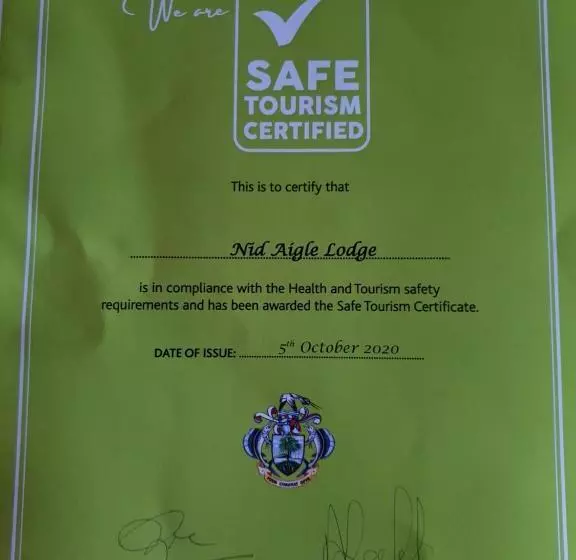 We are
SAFE
TOURISM
CERTIFIED
This is to certify that
Nid Aigle Lodge
is in compliance with the Health and Tourism safety
requirements and has been awarded the Safe Tourism Certificate.
DATE OF ISSUE: 5th October 2020